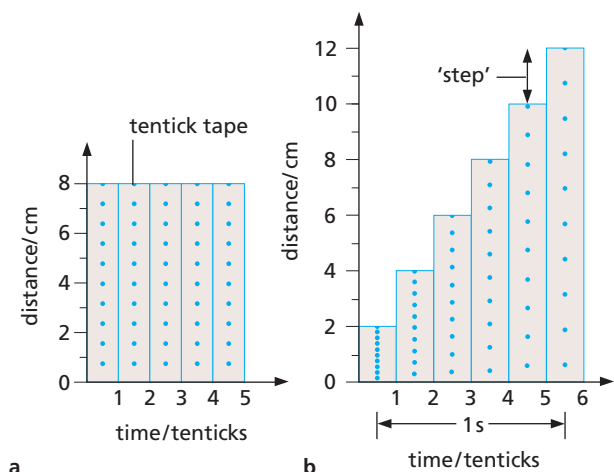 tentick tape
8
6
4
2
0
distance/cm
1 2 3 4 5
time/tenticks
a
12
10
8
6
4
2
0
'step'
distance/cm
1 2 3 4 5 6
1 s
time/tenticks
b